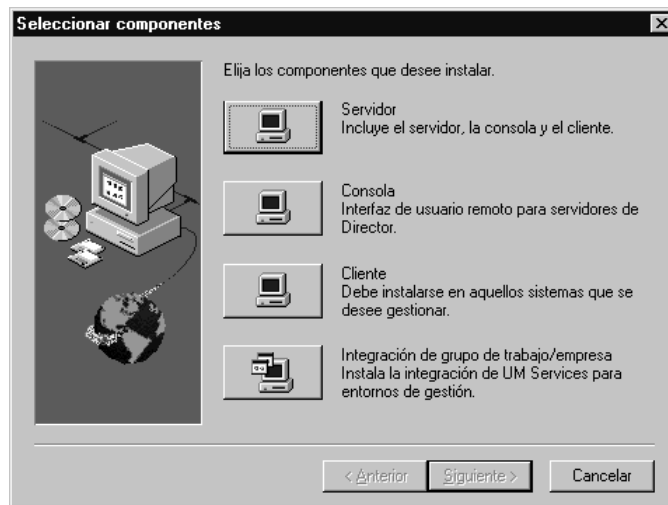 Seleccionar componentes
Elija los componentes que desee instalar.
Servidor
Incluye el servidor, la consola y el cliente.
Consola
Interfaz de usuario remoto para servidores de
Director.
Cliente
Debe instalarse en aquellos sistemas que se
desee gestionar.
Integración de grupo de trabajo/empresa
Instala la integración de UM Services para
entornos de gestión.
< Anterior
Siguiente >
Cancelar